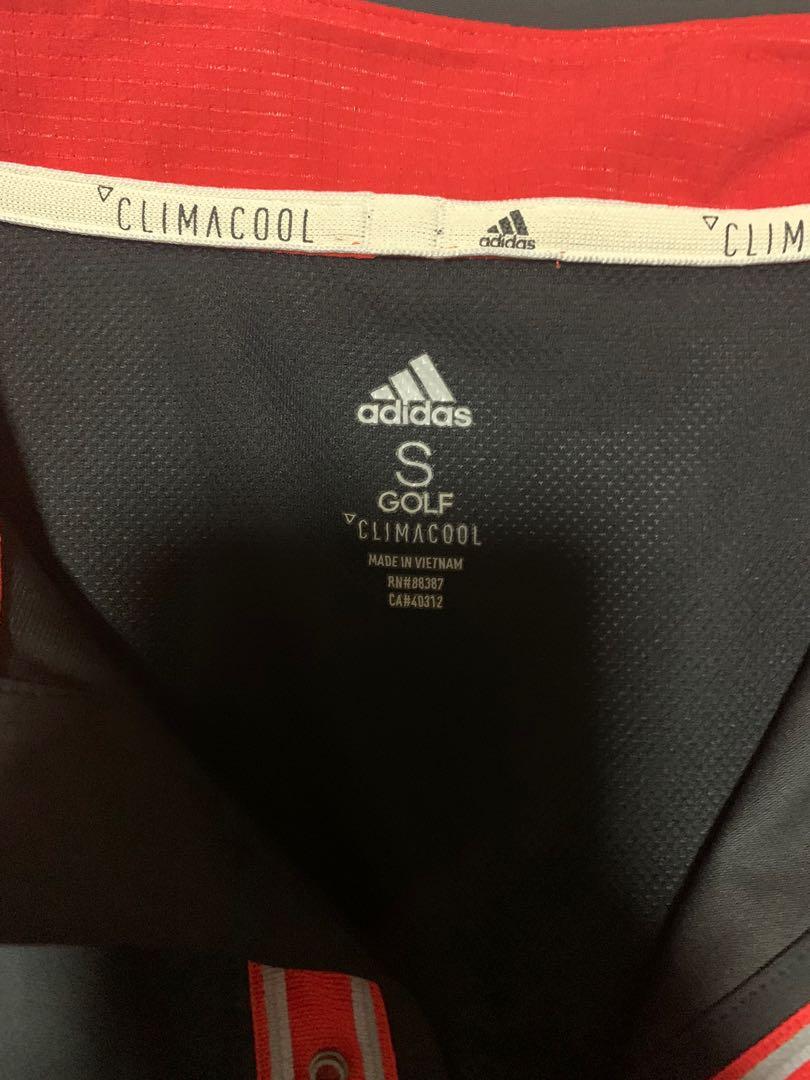 CLIMACOOL
adidas
CLIM
adidas
S
GOLF
CLIMACOOL
MADE IN VIETNAM
RN#88387
CA#40312